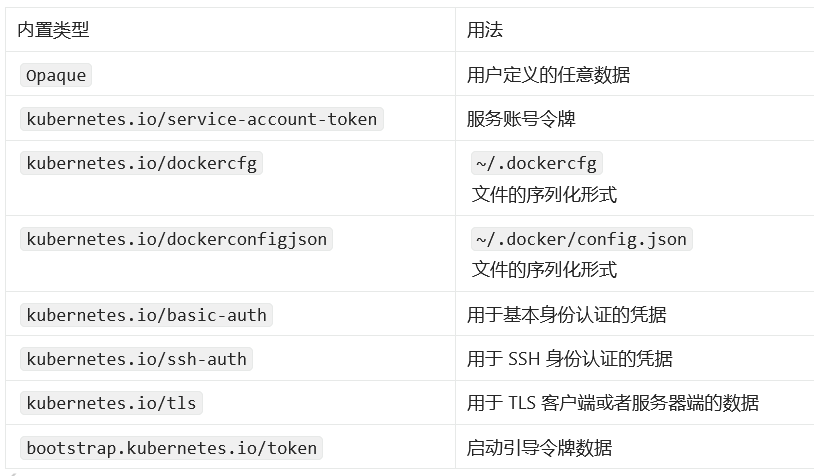 内置类型 用法
Opaque 用户定义的任意数据
kubernetes.io/service-account-token 服务账号令牌
kubernetes.io/dockercfg ~/.dockercfg
文件的序列化形式
kubernetes.io/dockerconfigjson ~/.docker/config.json
文件的序列化形式
kubernetes.io/basic-auth 用于基本身份认证的凭据
kubernetes.io/ssh-auth 用于 SSH 身份认证的凭据
kubernetes.io/tls 用于 TLS 客户端或者服务器端的数据
bootstrap.kubernetes.io/token 启动引导令牌数据